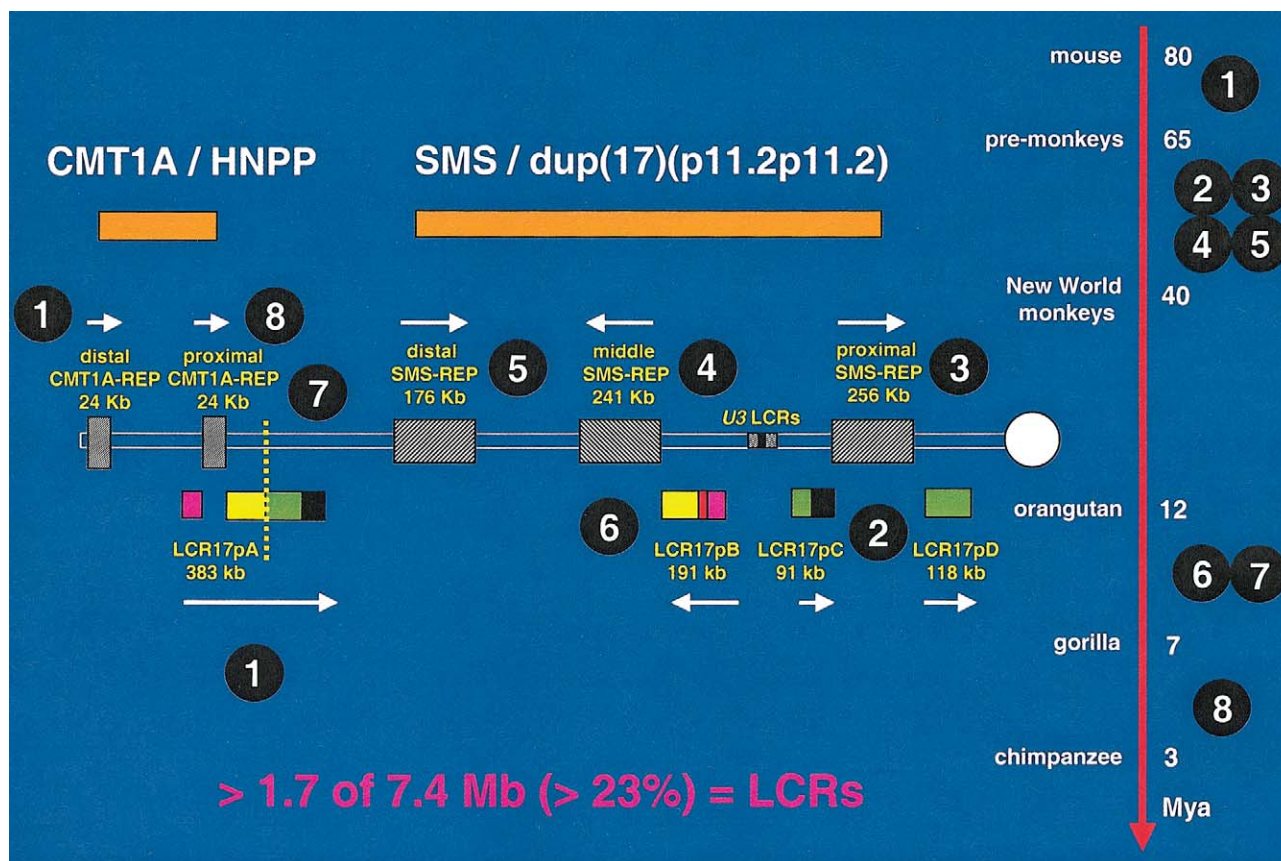 CMT1A / HNPP
SMS / dup(17)(p11.2p11.2)
1
8
distal
CMT1A-REP
24 Kb
proximal
CMT1A-REP
24 Kb
7
distal
SMS-REP
176 Kb
5
middle
SMS-REP
241 Kb
4
U3 LCRs
proximal
SMS-REP
256 Kb
3
LCR17pA
383 kb
1
6
LCR17pB
191 kb
LCR17pC
91 kb
2
LCR17pD
118 kb
> 1.7 of 7.4 Mb (> 23%) = LCRs
mouse 80
1
pre-monkeys 65
2 3
4 5
New World
monkeys 40
orangutan 12
6 7
gorilla 7
8
chimpanzee 3
Mya